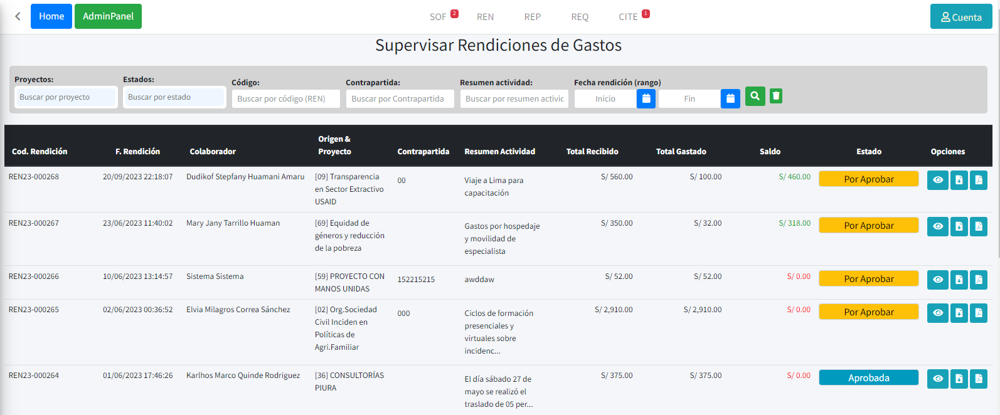 Home
AdminPanel
SOF 2
REN
REP
REQ
CITE 1
Cuenta
Supervisar Rendiciones de Gastos
Proyectos:
Buscar por proyecto
Estados:
Buscar por estado
Código:
Buscar por código (REN)
Contrapartida:
Buscar por Contrapartida
Resumen actividad:
Buscar por resumen activic
Fecha rendición (rango)
Inicio
Fin
Cod. Rendición
F. Rendición
Colaborador
Origen &
Proyecto
Contrapartida
Resumen Actividad
Total Recibido
Total Gastado
Saldo
Estado
Opciones
REN23-000268
20/09/2023 22:18:07
Dudikof Stepfany Huamani Amaru
[09] Transparencia
en Sector Extractivo
USAID
00
Viaje a Lima para
capacitación
S/ 560.00
S/ 100.00
S/ 460.00
Por Aprobar
REN23-000267
23/06/2023 11:40:02
Mary Jany Tarrillo Huaman
[69] Equidad de
géneros y reducción
de la pobreza
Gastos por hospedaje
y movilidad de
especialista
S/ 350.00
S/ 32.00
S/ 318.00
Por Aprobar
REN23-000266
10/06/2023 13:14:57
Sistema Sistema
[59] PROYECTO CON
MANOS UNIDAS
152215215
awddaw
S/ 52.00
S/ 52.00
S/ 0.00
Por Aprobar
REN23-000265
02/06/2023 00:36:52
Elvia Milagros Correa Sánchez
[02] Org.Sociedad
Civil Inciden en
Políticas de
Agri.Familiar
000
Ciclos de formación
presenciales y
virtuales sobre
incidenc...
S/ 2,910.00
S/ 2,910.00
S/ 0.00
Por Aprobar
REN23-000264
01/06/2023 17:46:26
Karlhos Marco Quinde Rodriguez
[36] CONSULTORÍAS
PIURA
El día sábado 27 de
mayo se realizó el
traslado de 05 per...
S/ 375.00
S/ 375.00
S/ 0.00
Aprobada